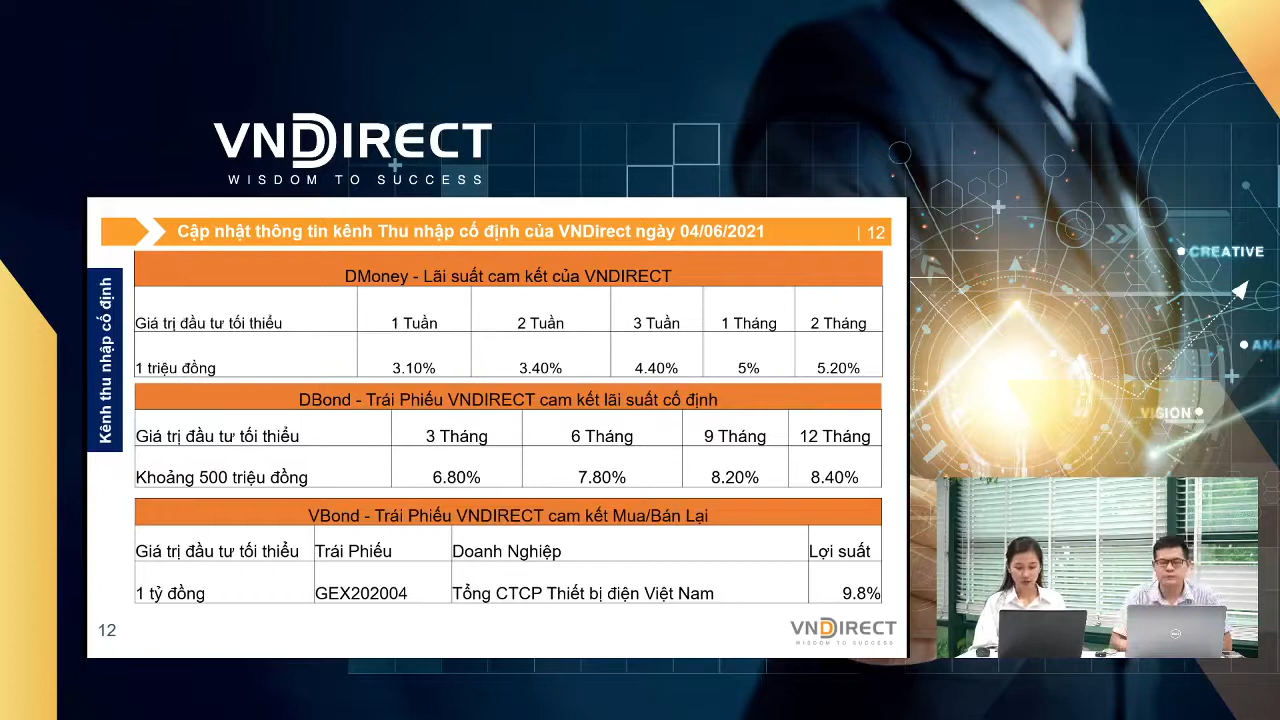 VNDIRECT
WISDOM TO SUCCESS
Cập nhật thông tin kênh Thu nhập cố định của VNDirect ngày 04/06/2021 | 12
Kênh thu nhập cố định
DMoney - Lãi suất cam kết của VNDIRECT
Giá trị đầu tư tối thiểu 1 Tuần 2 Tuần 3 Tuần 1 Tháng 2 Tháng
1 triệu đồng 3.10% 3.40% 4.40% 5% 5.20%
DBond - Trái Phiếu VNDIRECT cam kết lãi suất cố định
Giá trị đầu tư tối thiểu 3 Tháng 6 Tháng 9 Tháng 12 Tháng
Khoảng 500 triệu đồng 6.80% 7.80% 8.20% 8.40%
VBond - Trái Phiếu VNDIRECT cam kết Mua/Bán Lại
Giá trị đầu tư tối thiểu Trái Phiếu Doanh Nghiệp Lợi suất
1 tỷ đồng GEX202004 Tổng CTCP Thiết bị điện Việt Nam 9.8%
12
VNDIRECT
WISDOM TO SUCCESS
CREATIVE
ANA
VISION
DELL